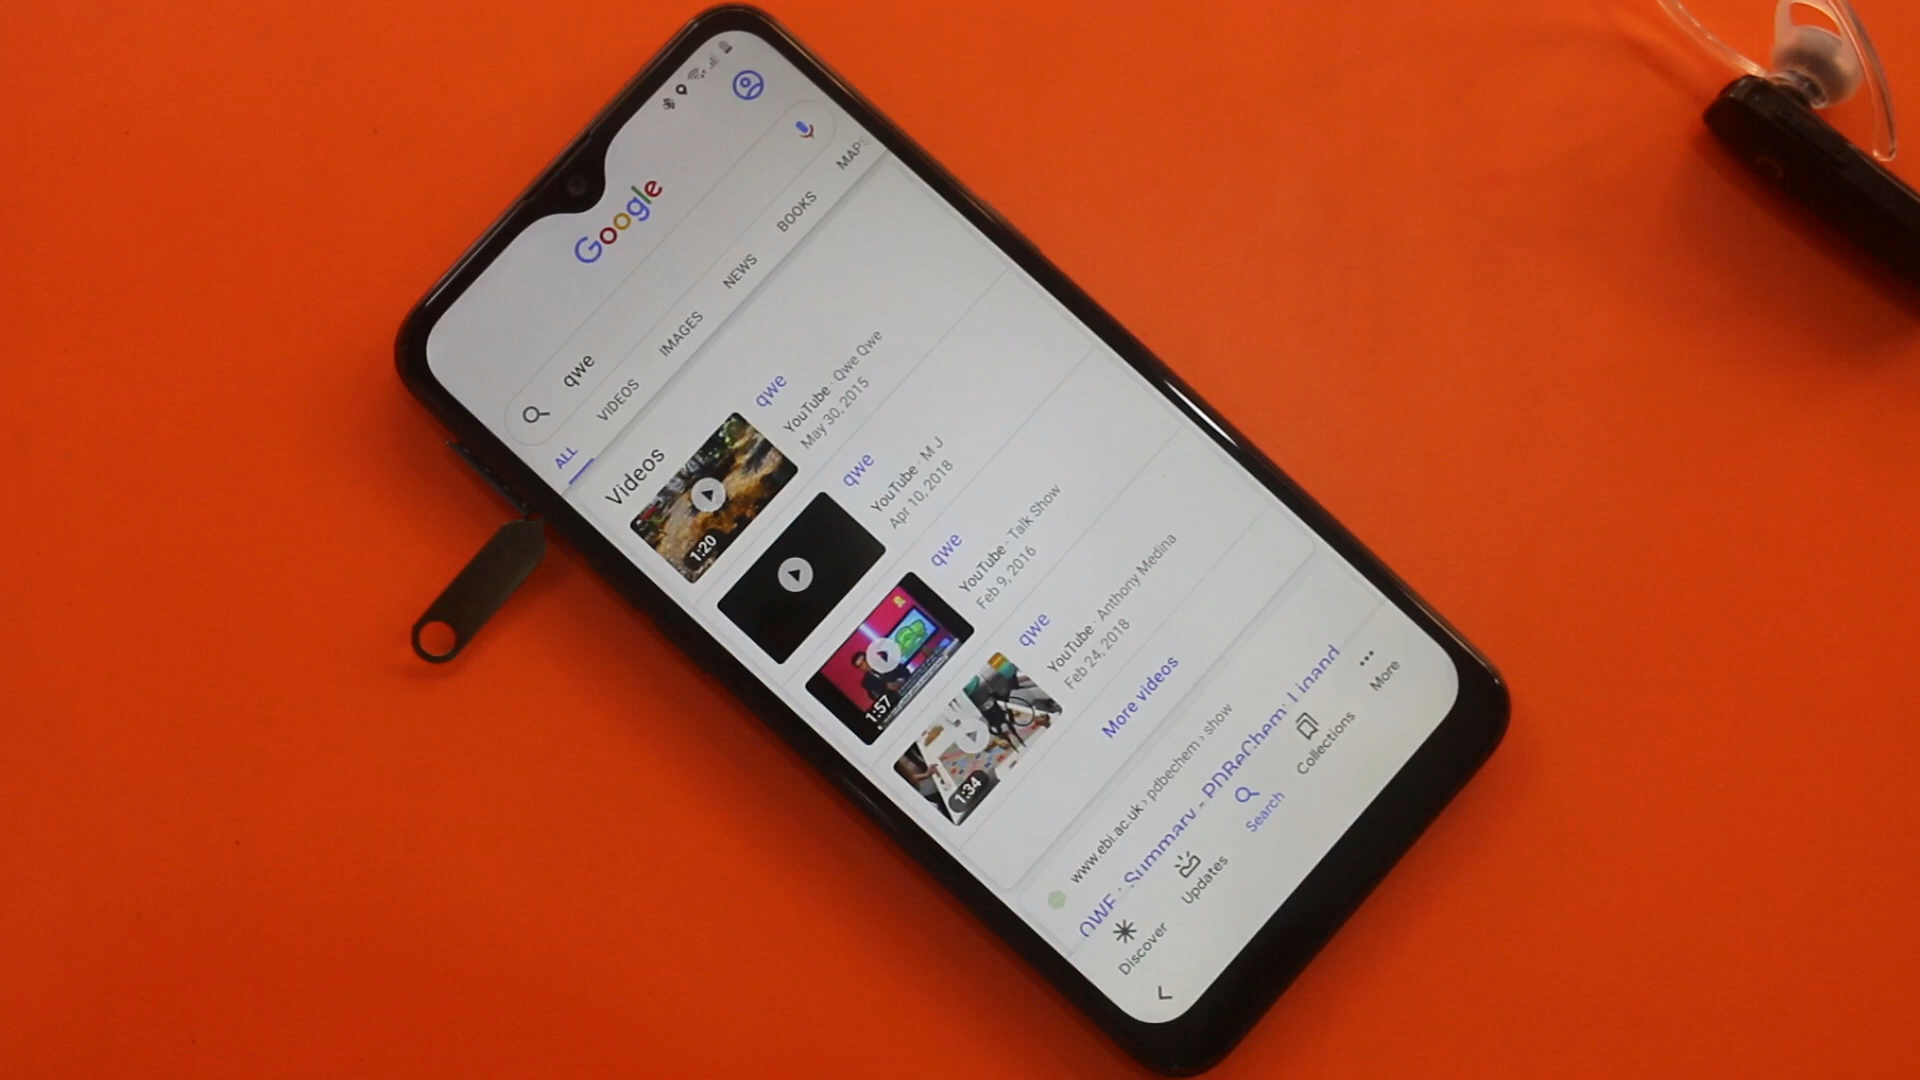 Google
qwe
ALL VIDEOS IMAGES NEWS BOOKS MAPS
Videos
1:20
qwe
YouTube · Qwe Qwe
May 30, 2015
qwe
YouTube · M J
Apr 10, 2018
1:57
qwe
YouTube · Talk Show
Feb 9, 2016
1:34
qwe
YouTube · Anthony Medina
Feb 24, 2018
More videos
www.ebi.ac.uk › pdbechem › show
QWE : Summary - PDBeChem: Ligand
Discover
Updates
Search
Collections
More